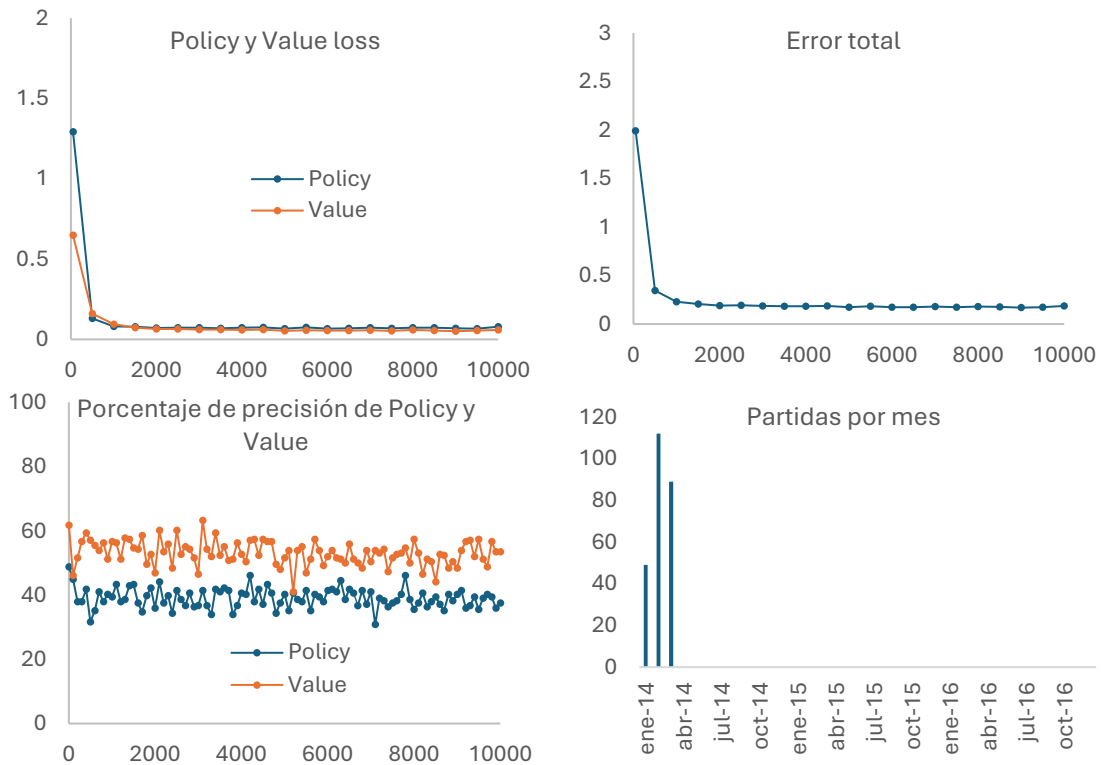 Policy y Value loss
2
1.5
1
0.5
0
Policy
Value
0 2000 4000 6000 8000 10000
Error total
3
2.5
2
1.5
1
0.5
0
0 2000 4000 6000 8000 10000
Porcentaje de precisión de Policy y
Value
100
80
60
40
20
0
Policy
Value
0 2000 4000 6000 8000 10000
Partidas por mes
120
100
80
60
40
20
0
ene-14
abr-14
jul-14
oct-14
ene-15
abr-15
jul-15
oct-15
ene-16
abr-16
jul-16
oct-16